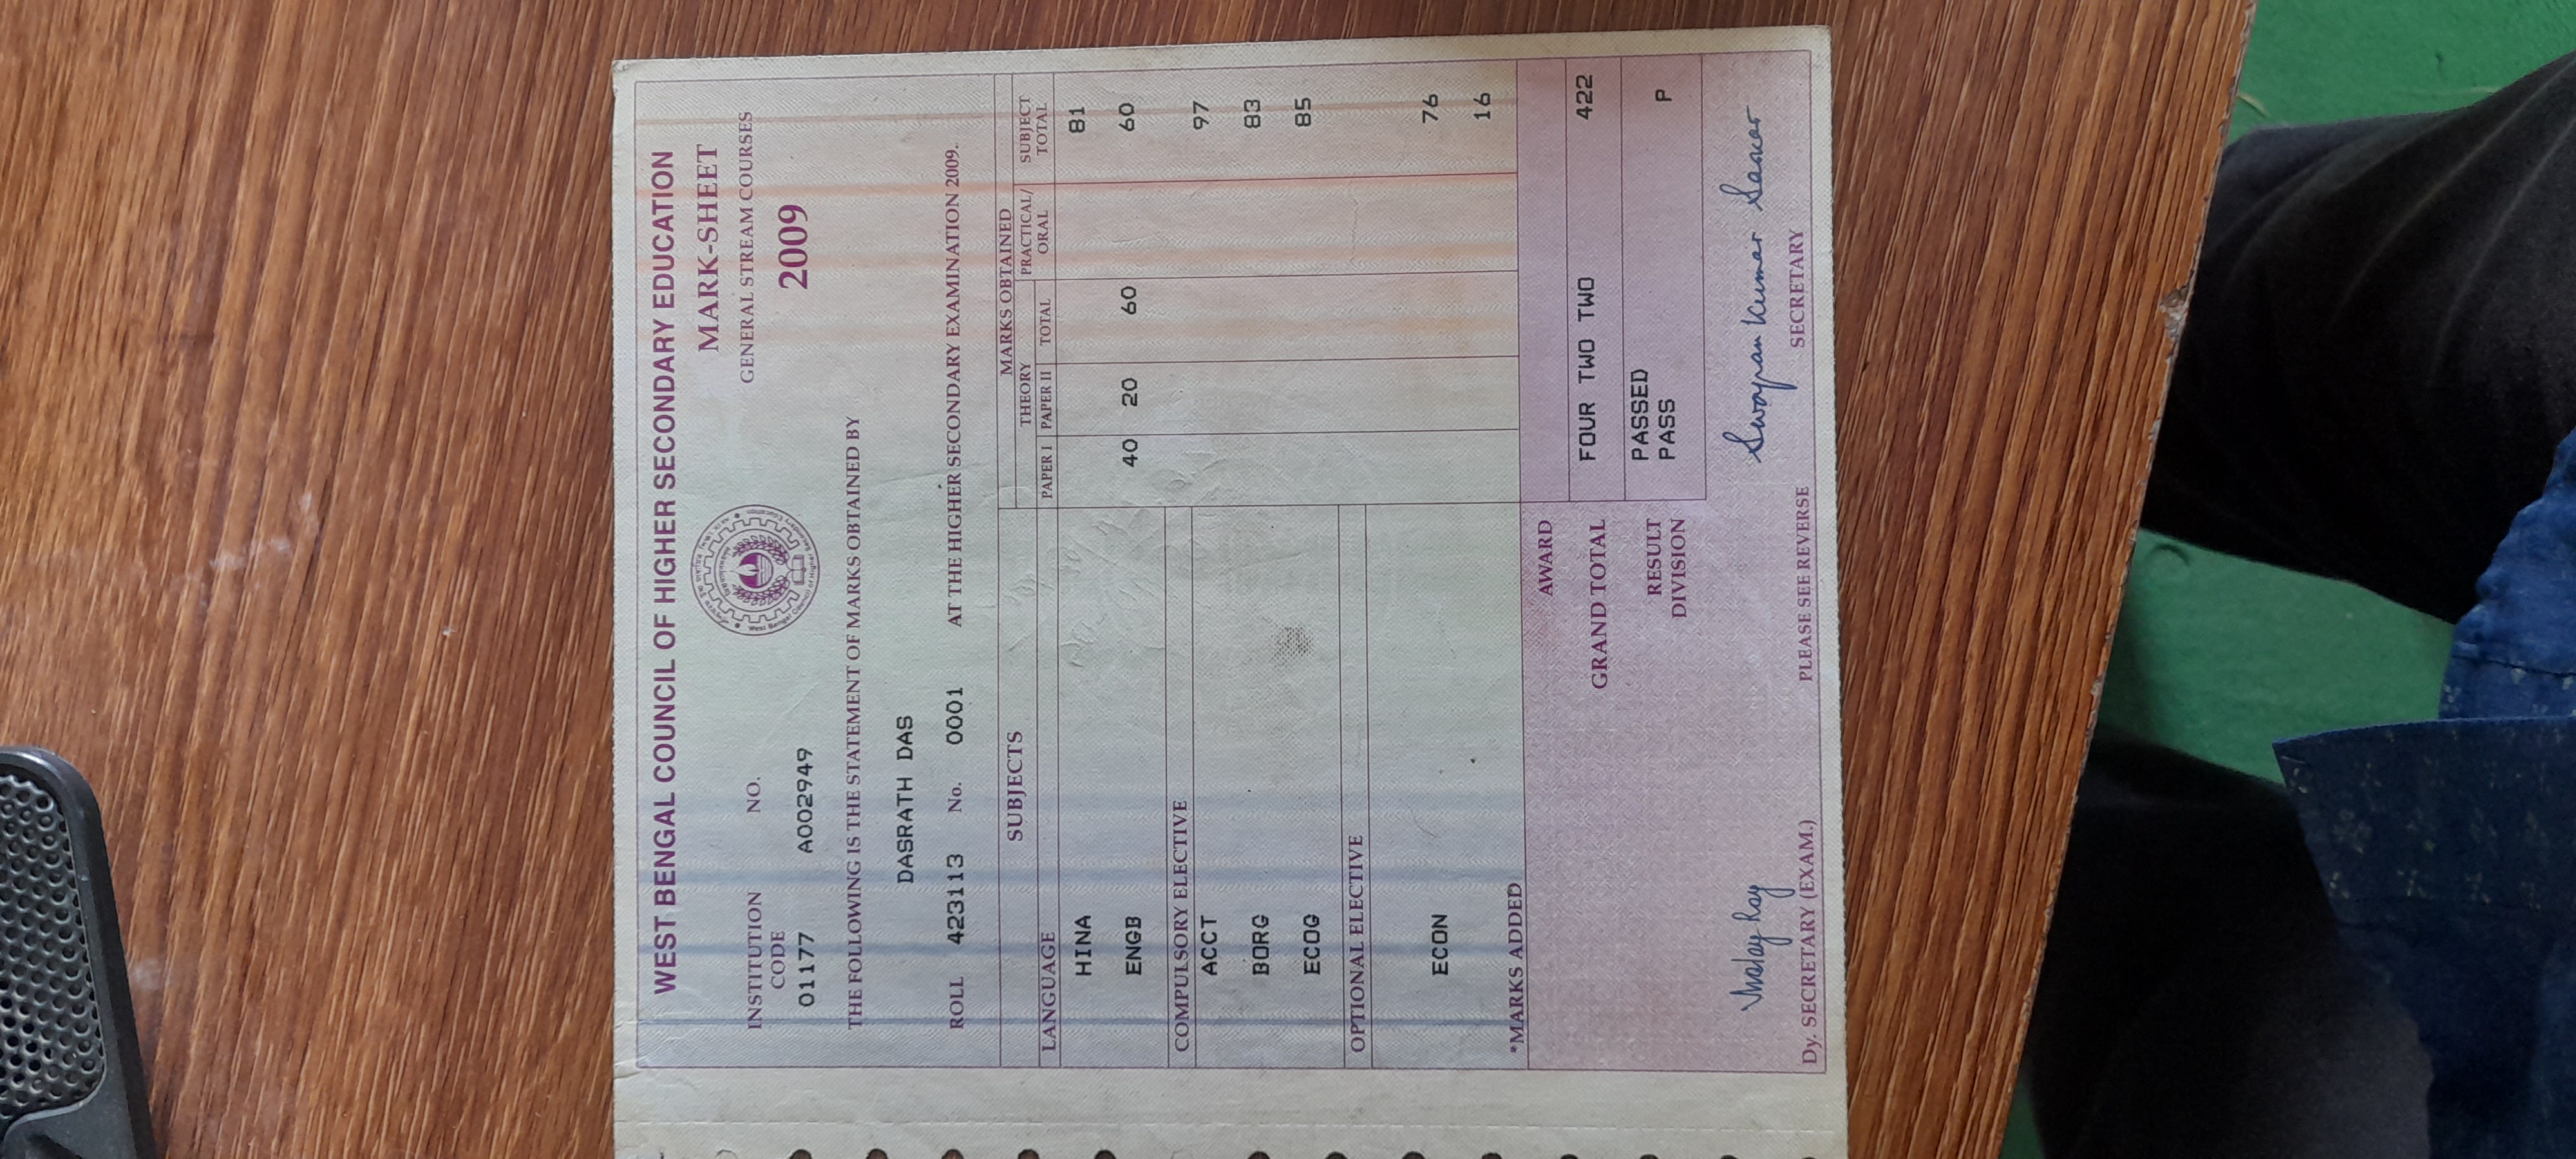 WEST BENGAL COUNCIL OF HIGHER SECONDARY EDUCATION
MARK-SHEET
GENERAL STREAM COURSES
2009
INSTITUTION CODE NO.
01177 A002949
THE FOLLOWING IS THE STATEMENT OF MARKS OBTAINED BY
DASRATH DAS
ROLL 423113 No. 0001 AT THE HIGHER SECONDARY EXAMINATION 2009.
SUBJECTS MARKS OBTAINED
THEORY PRACTICAL/ORAL SUBJECT TOTAL
LANGUAGE PAPER I PAPER II TOTAL
HINA 81
ENGB 40 20 60 60
COMPULSORY ELECTIVE
ACCT 97
BORG 83
ECOG 85
OPTIONAL ELECTIVE
ECON 76
*MARKS ADDED 16
AWARD
GRAND TOTAL FOUR TWO TWO 422
RESULT PASSED
DIVISION PASS P
Swapan Kumar Sarkar
Dy. SECRETARY (EXAM.) PLEASE SEE REVERSE SECRETARY